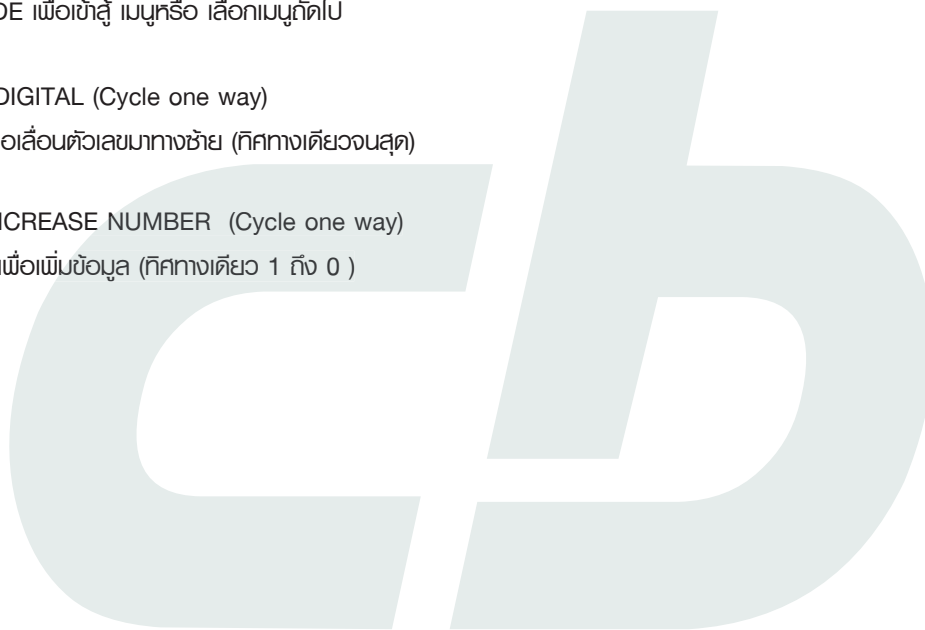 DE เพื่อเข้าสู้ เมนูหรือ เลือกเมนูถัดไป
DIGITAL (Cycle one way)
อเลื่อนตัวเลขมาทางซ้าย (ทิศทางเดียวจนสุด)
NCREASE NUMBER (Cycle one way)
เพื่อเพิ่มข้อมูล (ทิศทางเดียว 1 ถึง 0 )
cb